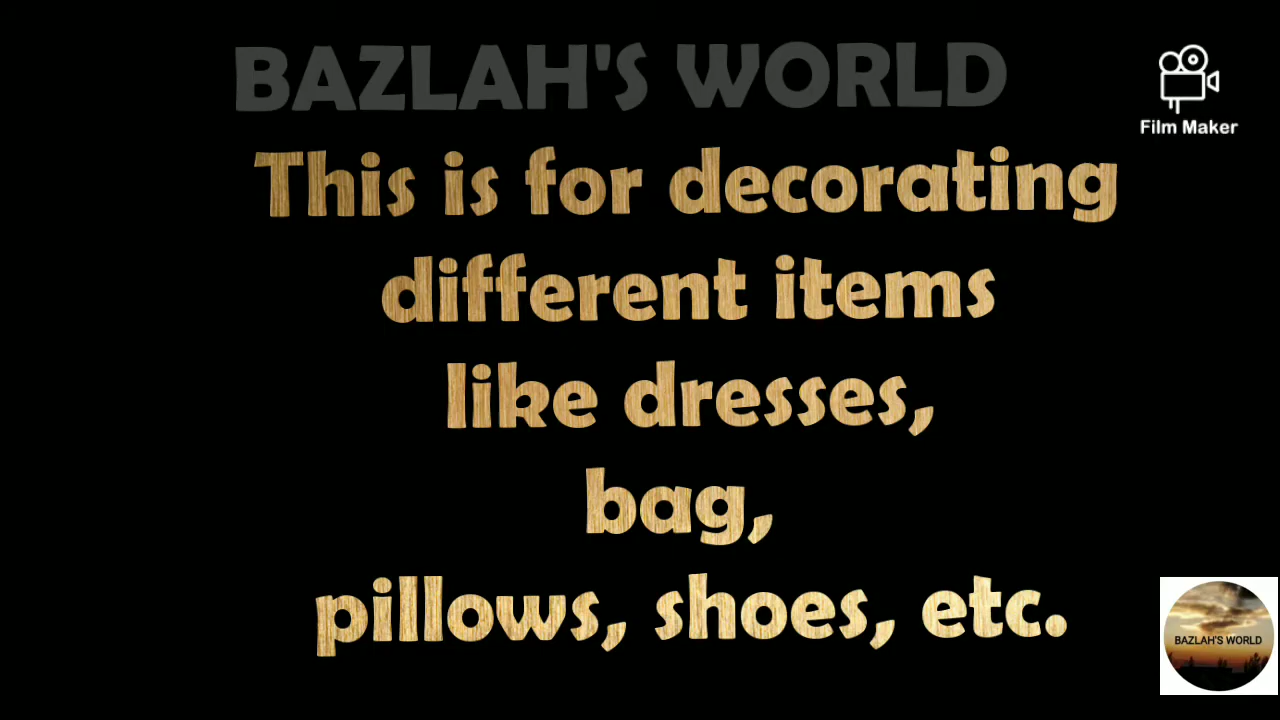 BAZLAH'S WORLD
Film Maker
This is for decorating
different items
like dresses,
bag,
pillows, shoes, etc.
BAZLAH'S WORLD